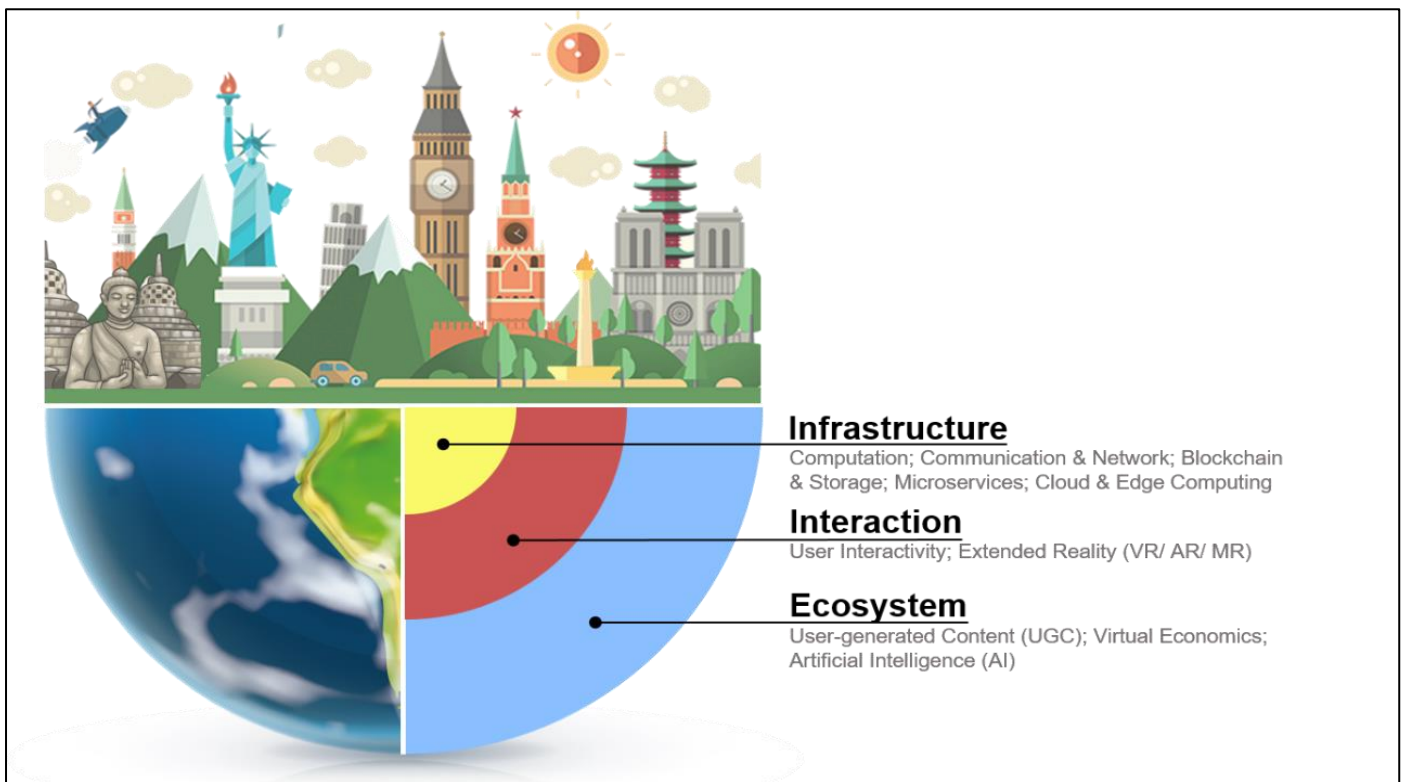 Infrastructure
Computation; Communication & Network; Blockchain
& Storage; Microservices; Cloud & Edge Computing
Interaction
User Interactivity; Extended Reality (VR/ AR/ MR)
Ecosystem
User-generated Content (UGC); Virtual Economics;
Artificial Intelligence (AI)